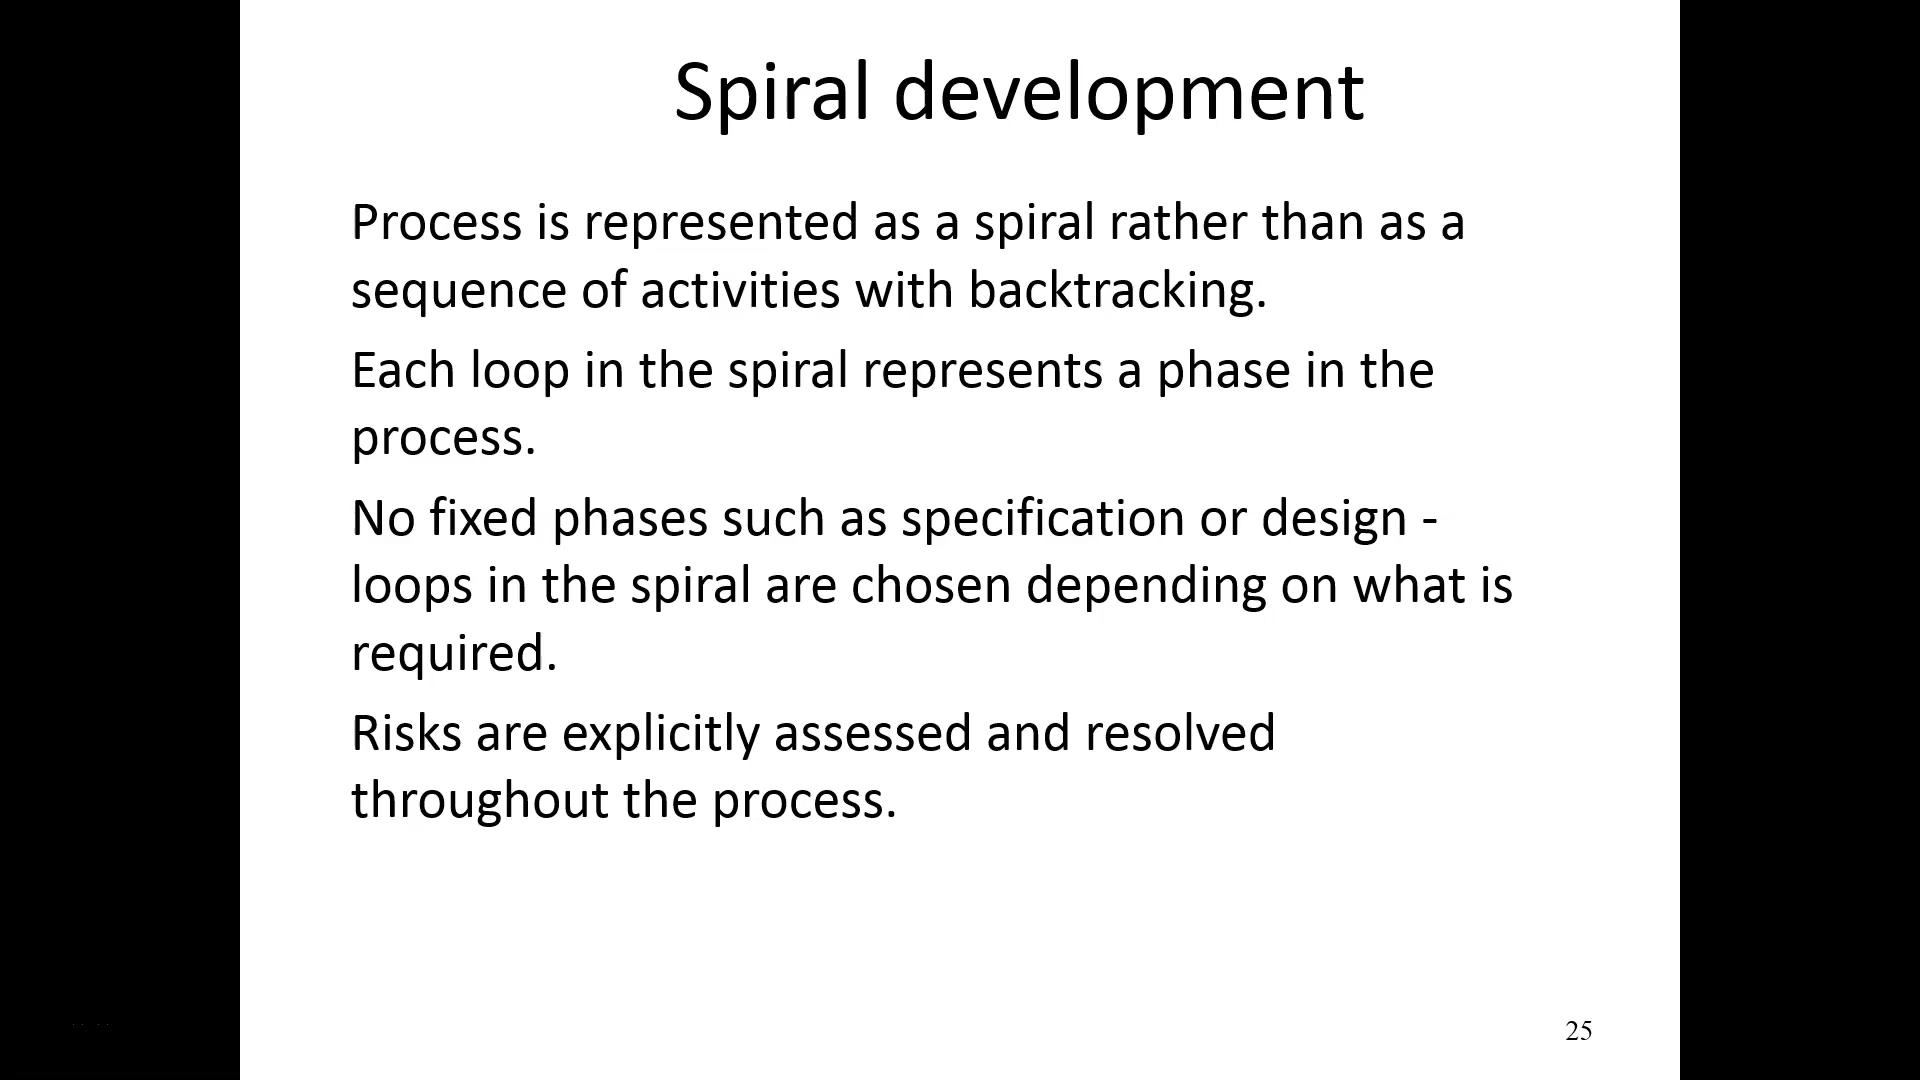 Spiral development
Process is represented as a spiral rather than as a
sequence of activities with backtracking.
Each loop in the spiral represents a phase in the
process.
No fixed phases such as specification or design -
loops in the spiral are chosen depending on what is
required.
Risks are explicitly assessed and resolved
throughout the process.
25